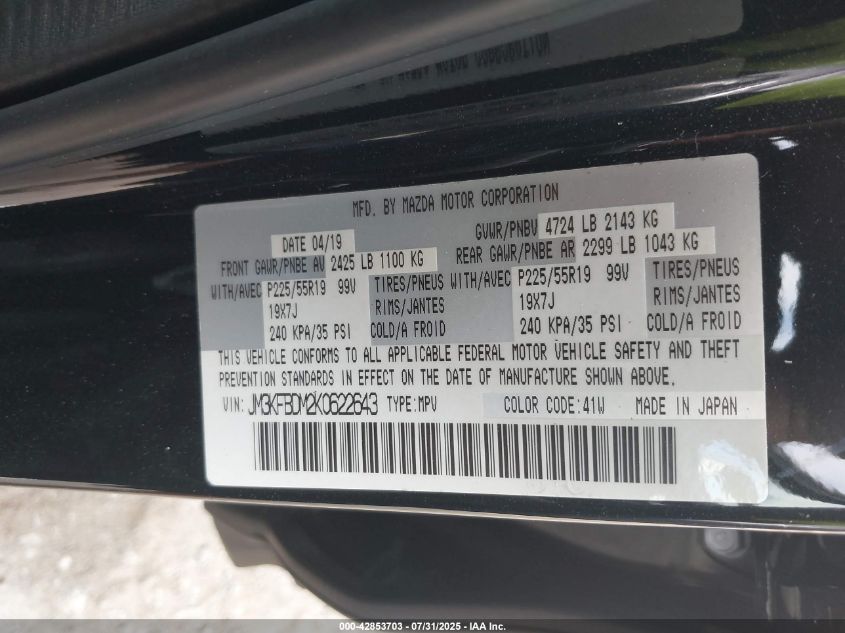 MFD. BY MAZDA MOTOR CORPORATION
DATE 04/19 GVWR/PNBV 4724 LB 2143 KG
FRONT GAWR/PNBE AV 2425 LB 1100 KG REAR GAWR/PNBE AR 2299 LB 1043 KG
WITH/AVEC P225/55R19 99V TIRES/PNEUS WITH/AVEC P225/55R19 99V TIRES/PNEUS
19X7J RIMS/JANTES 19X7J RIMS/JANTES
240 KPA/35 PSI COLD/A FROID 240 KPA/35 PSI COLD/A FROID
THIS VEHICLE CONFORMS TO ALL APPLICABLE FEDERAL MOTOR VEHICLE SAFETY AND THEFT
PREVENTION STANDARDS IN EFFECT ON THE DATE OF MANUFACTURE SHOWN ABOVE.
VIN: JM3KFBDM2K0622643 TYPE:MPV COLOR CODE:41W MADE IN JAPAN
000-42853703 - 07/31/2025 - IAA Inc.